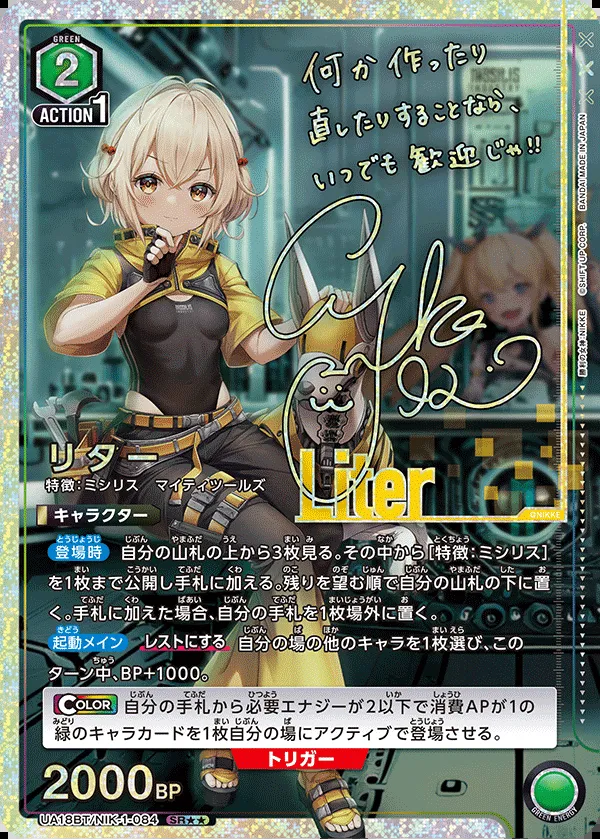 GREEN
2
ACTION 1
何か作ったり
直したりすることなら、
いつでも歓迎じゃ!!
リター
Liter
特徴:ミシリス マイティツールズ
©NIKKE
キャラクター
登場時 自分の山札の上から3枚見る。その中から[特徴:ミシリス]
を1枚まで公開し手札に加える。残りを望む順で自分の山札の下に置
く。手札に加えた場合、自分の手札を1枚場外に置く。
起動メイン レストにする 自分の場の他のキャラを1枚選び、この
ターン中、BP+1000。
COLOR 自分の手札から必要エナジーが2以下で消費APが1の
緑のキャラカードを1枚自分の場にアクティブで登場させる。
トリガー
2000BP
UA18BT/NIK-1-084 SR★★
GREEN ENERGY
勝利の女神:NIKKE ©SHIFT UP CORP. BANDAI MADE IN JAPAN